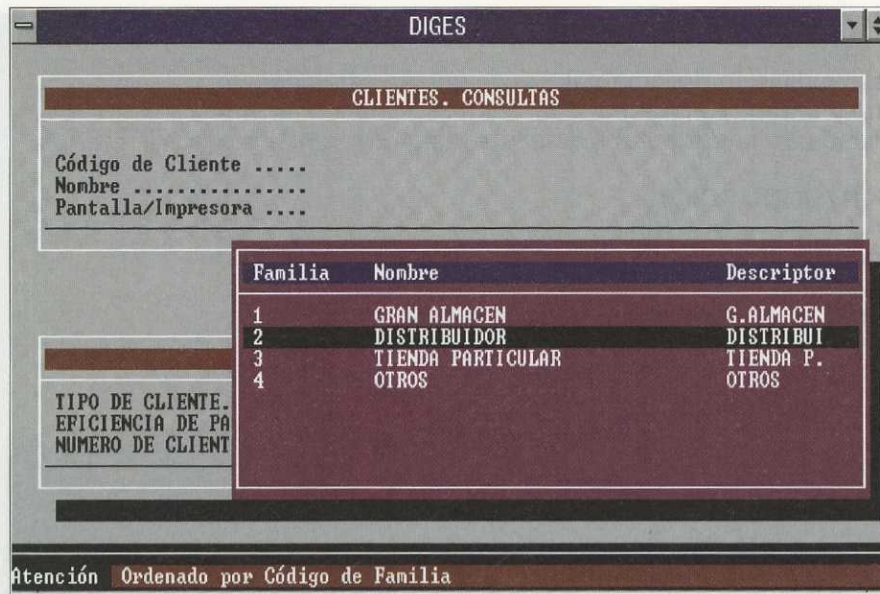 DIGES
CLIENTES. CONSULTAS
Código de Cliente .....
Nombre ................
Pantalla/Impresora ....
Familia Nombre Descriptor
1 GRAN ALMACEN G.ALMACEN
2 DISTRIBUIDOR DISTRIBUI
3 TIENDA PARTICULAR TIENDA P.
4 OTROS OTROS
TIPO DE CLIENTE.
EFICIENCIA DE PA
NUMERO DE CLIENT
Atención Ordenado por Código de Familia